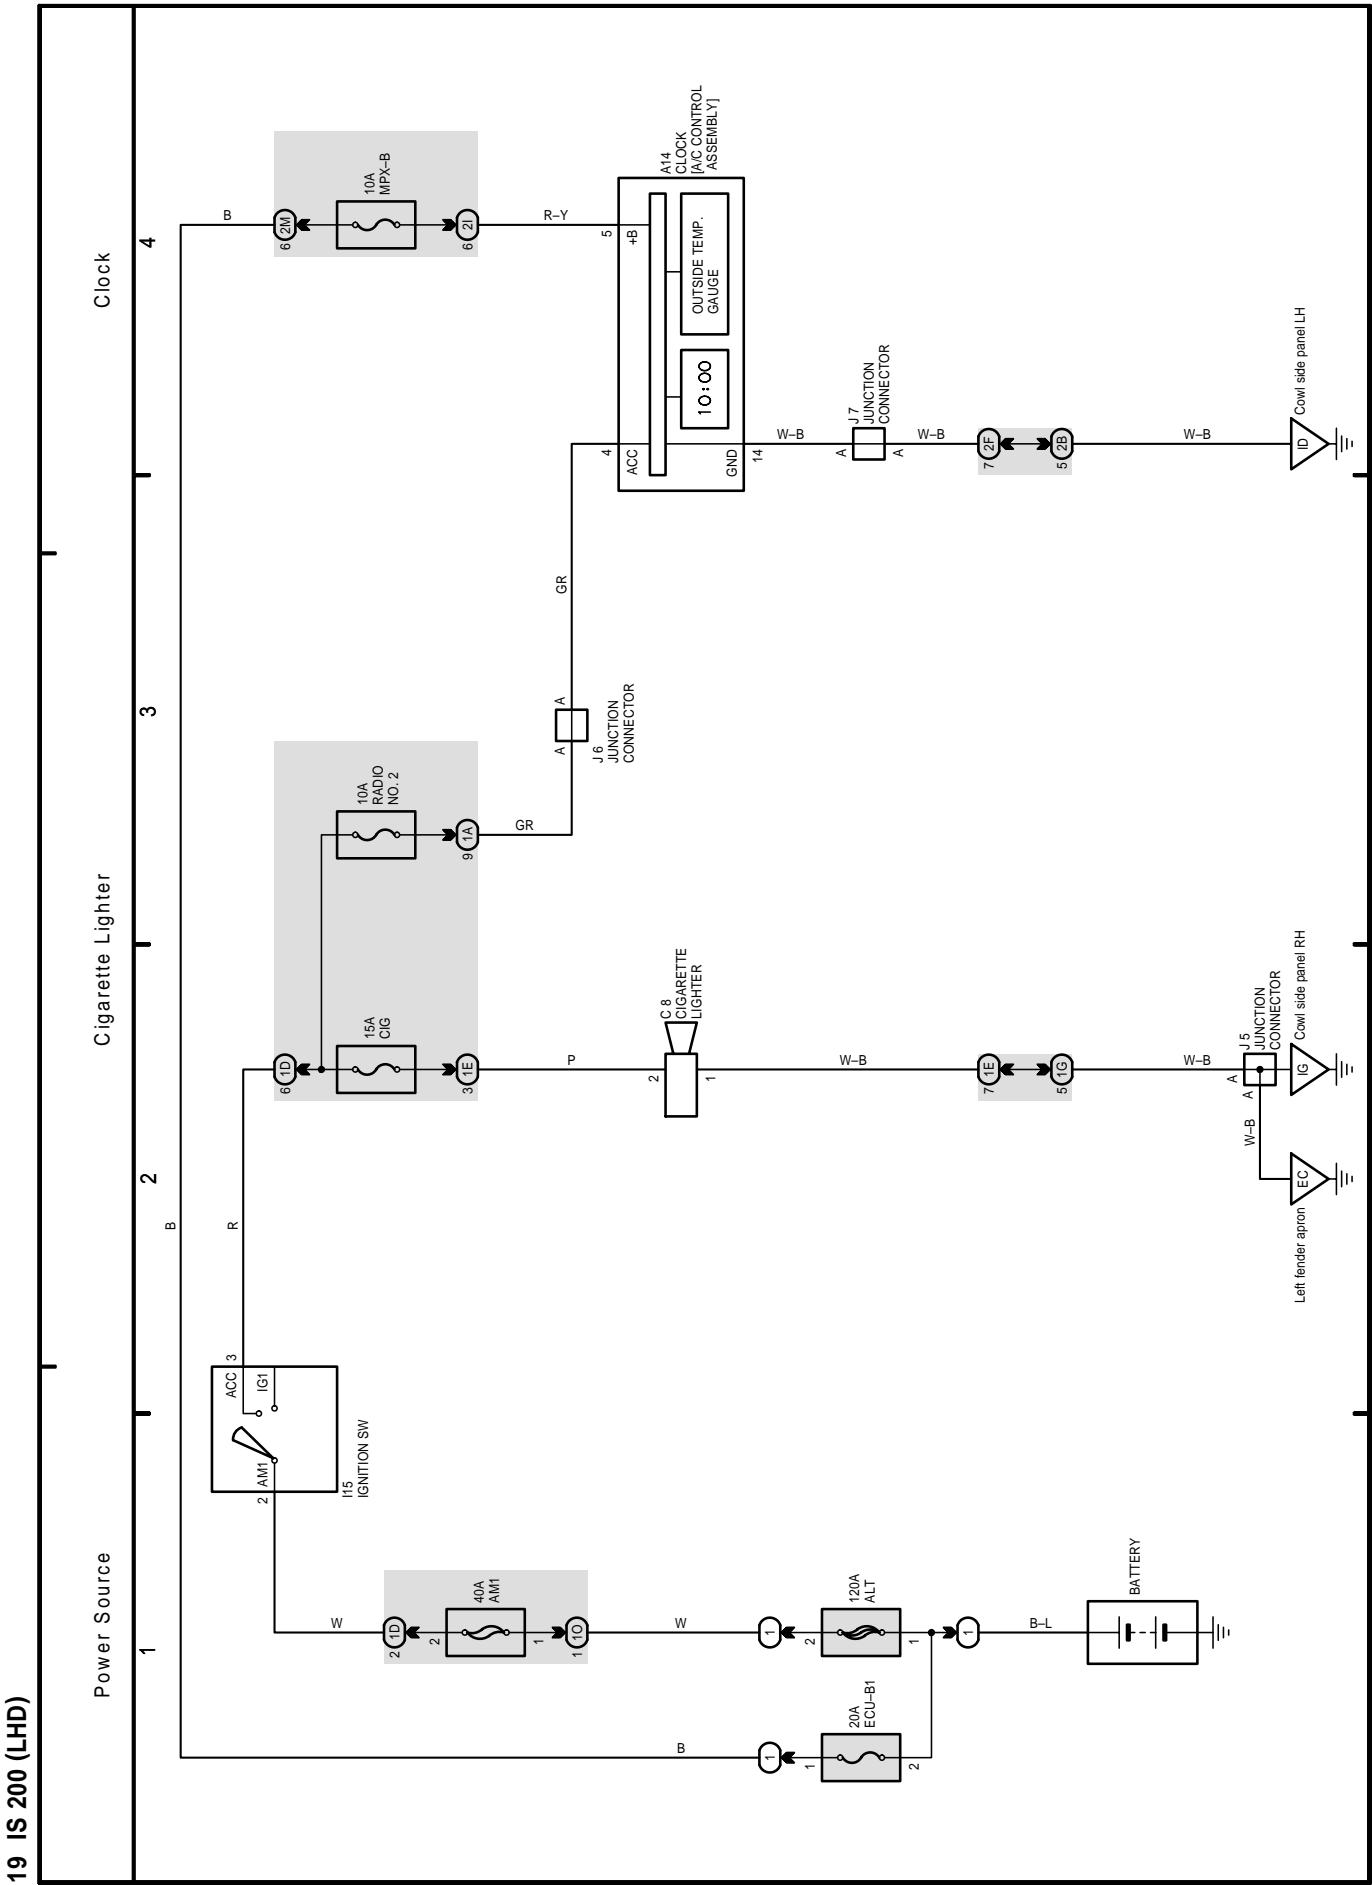 19 IS 200 (LHD)
Power Source
Cigarette Lighter
Clock
1
2
3
4
B
B
B
R
W
2
AM1
ACC
3
IG1
I15
IGNITION SW
2
1D
2
40A
AM1
1
1
1O
W
1
2
120A
ALT
1
1
B–L
BATTERY
1
1
20A
ECU–B1
2
6
1D
15A
CIG
3
1E
10A
RADIO
NO. 2
9
1A
GR
A
A
J 6
JUNCTION
CONNECTOR
GR
P
2
C 8
CIGARETTE
LIGHTER
1
W–B
7
1E
5
1G
W–B
A
A
J 5
JUNCTION
CONNECTOR
W–B
EC
Left fender apron
IG
Cowl side panel RH
6
2M
10A
MPX–B
6
2I
R–Y
5
+B
4
ACC
A14
CLOCK
[A/C CONTROL
ASSEMBLY]
10:00
OUTSIDE TEMP.
GAUGE
GND
14
W–B
A
A
J 7
JUNCTION
CONNECTOR
W–B
7
2F
5
2B
W–B
ID
Cowl side panel LH